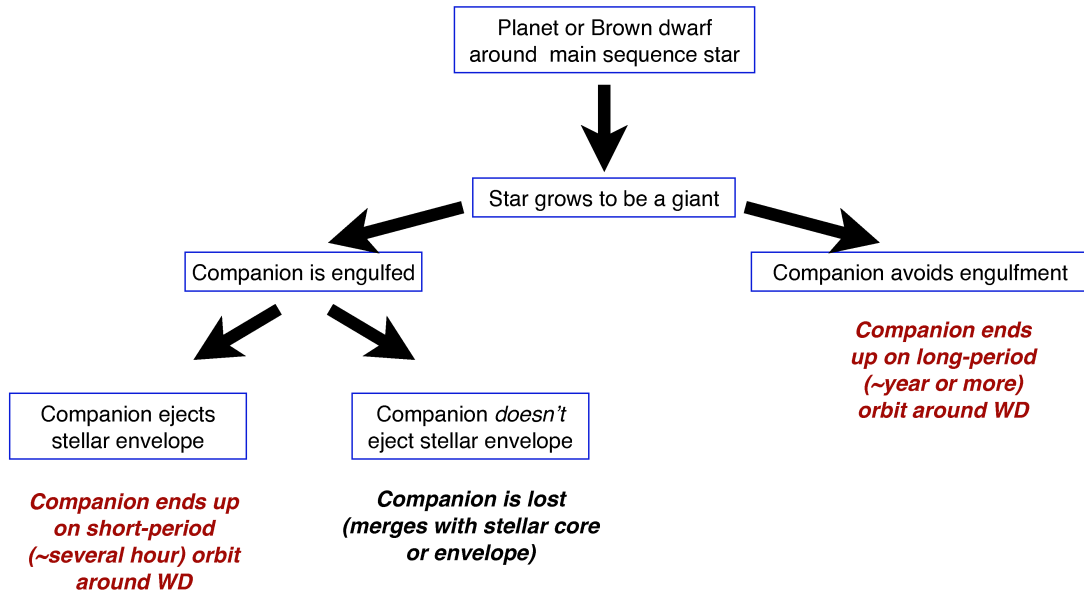 Planet or Brown dwarf
around main sequence star
Star grows to be a giant
Companion is engulfed
Companion avoids engulfment
Companion ends
up on long-period
(~year or more)
orbit around WD
Companion ejects
stellar envelope
Companion doesn't
eject stellar envelope
Companion ends up
on short-period
(~several hour) orbit
around WD
Companion is lost
(merges with stellar core
or envelope)